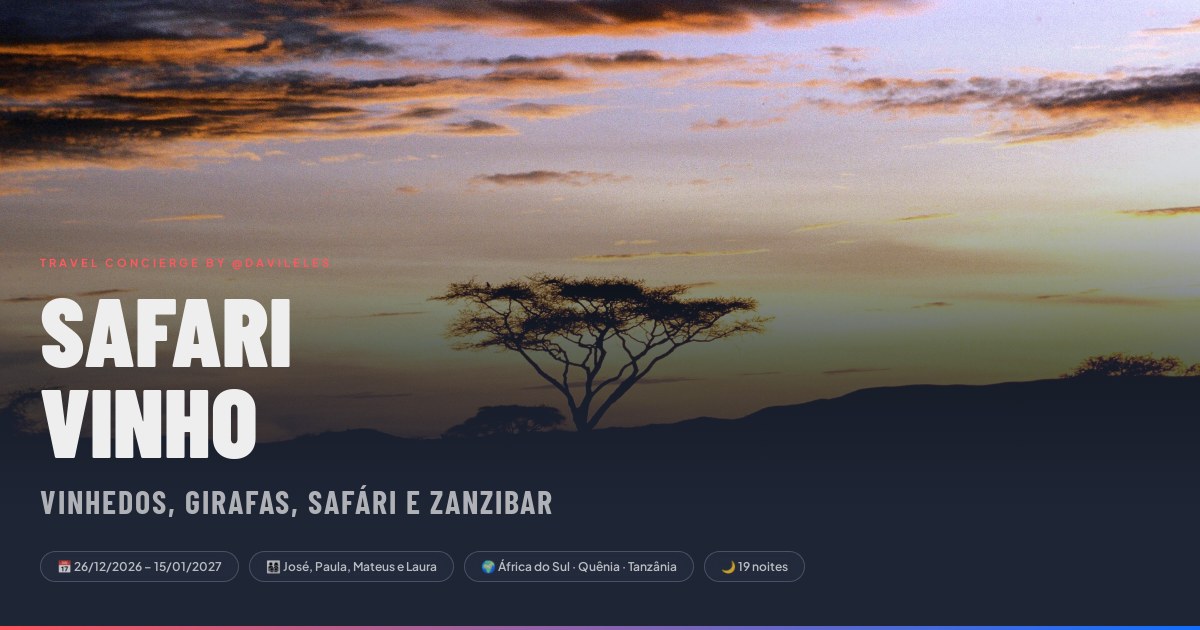 TRAVEL CONCIERGE BY @DAVILELES
SAFARI
VINHO
VINHEDOS, GIRAFAS, SAFÁRI E ZANZIBAR
26/12/2026 – 15/01/2027
José, Paula, Mateus e Laura
África do Sul · Quênia · Tanzânia
19 noites